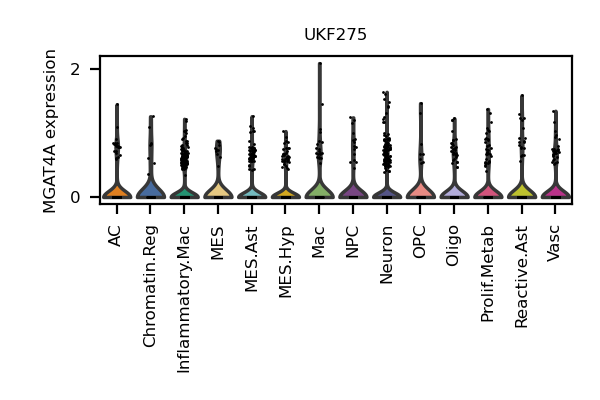 UKF275
MGAT4A expression
2
0
AC
Chromatin.Reg
Inflammatory.Mac
MES
MES.Ast
MES.Hyp
Mac
NPC
Neuron
OPC
Oligo
Prolif.Metab
Reactive.Ast
Vasc